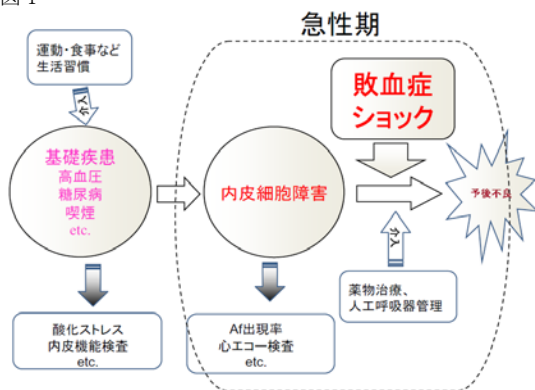 図1
急性期
運動・食事など
生活習慣
介入
基礎疾患
高血圧
糖尿病
喫煙
etc.
内皮細胞障害
敗血症
ショック
予後不良
介入
薬物治療、
人工呼吸器管理
酸化ストレス
内皮機能検査
etc.
Af出現率
心エコー検査
etc.